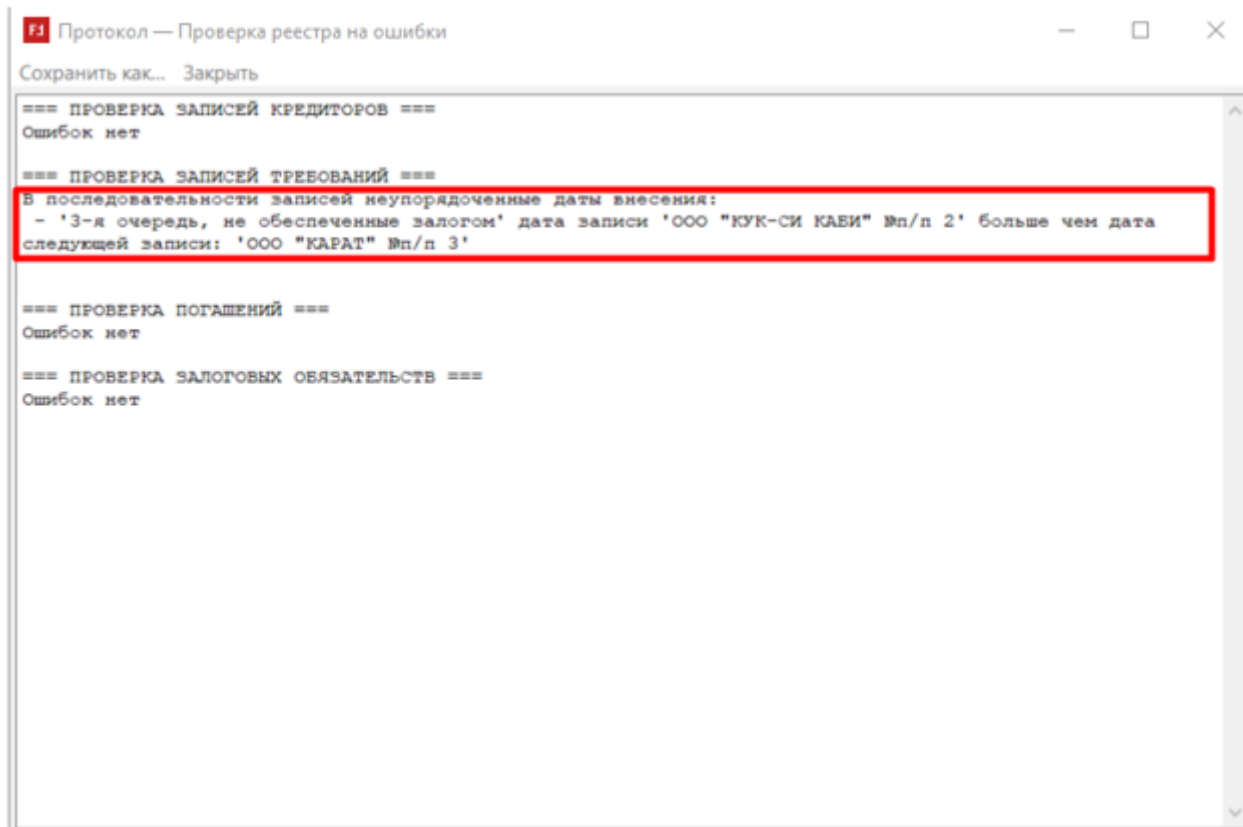 Протокол — Проверка реестра на ошибки
Сохранить как... Закрыть
=== ПРОВЕРКА ЗАПИСЕЙ КРЕДИТОРОВ ===
Ошибок нет
=== ПРОВЕРКА ЗАПИСЕЙ ТРЕБОВАНИЙ ===
В последовательности записей неупорядоченные даты внесения:
- '3-я очередь, не обеспеченные залогом' дата записи 'ООО "КУК-СИ КАБИ" №п/п 2' больше чем дата
следующей записи: 'ООО "КАРАТ" №п/п 3'
=== ПРОВЕРКА ПОГАШЕНИЙ ===
Ошибок нет
=== ПРОВЕРКА ЗАЛОГОВЫХ ОБЯЗАТЕЛЬСТВ ===
Ошибок нет